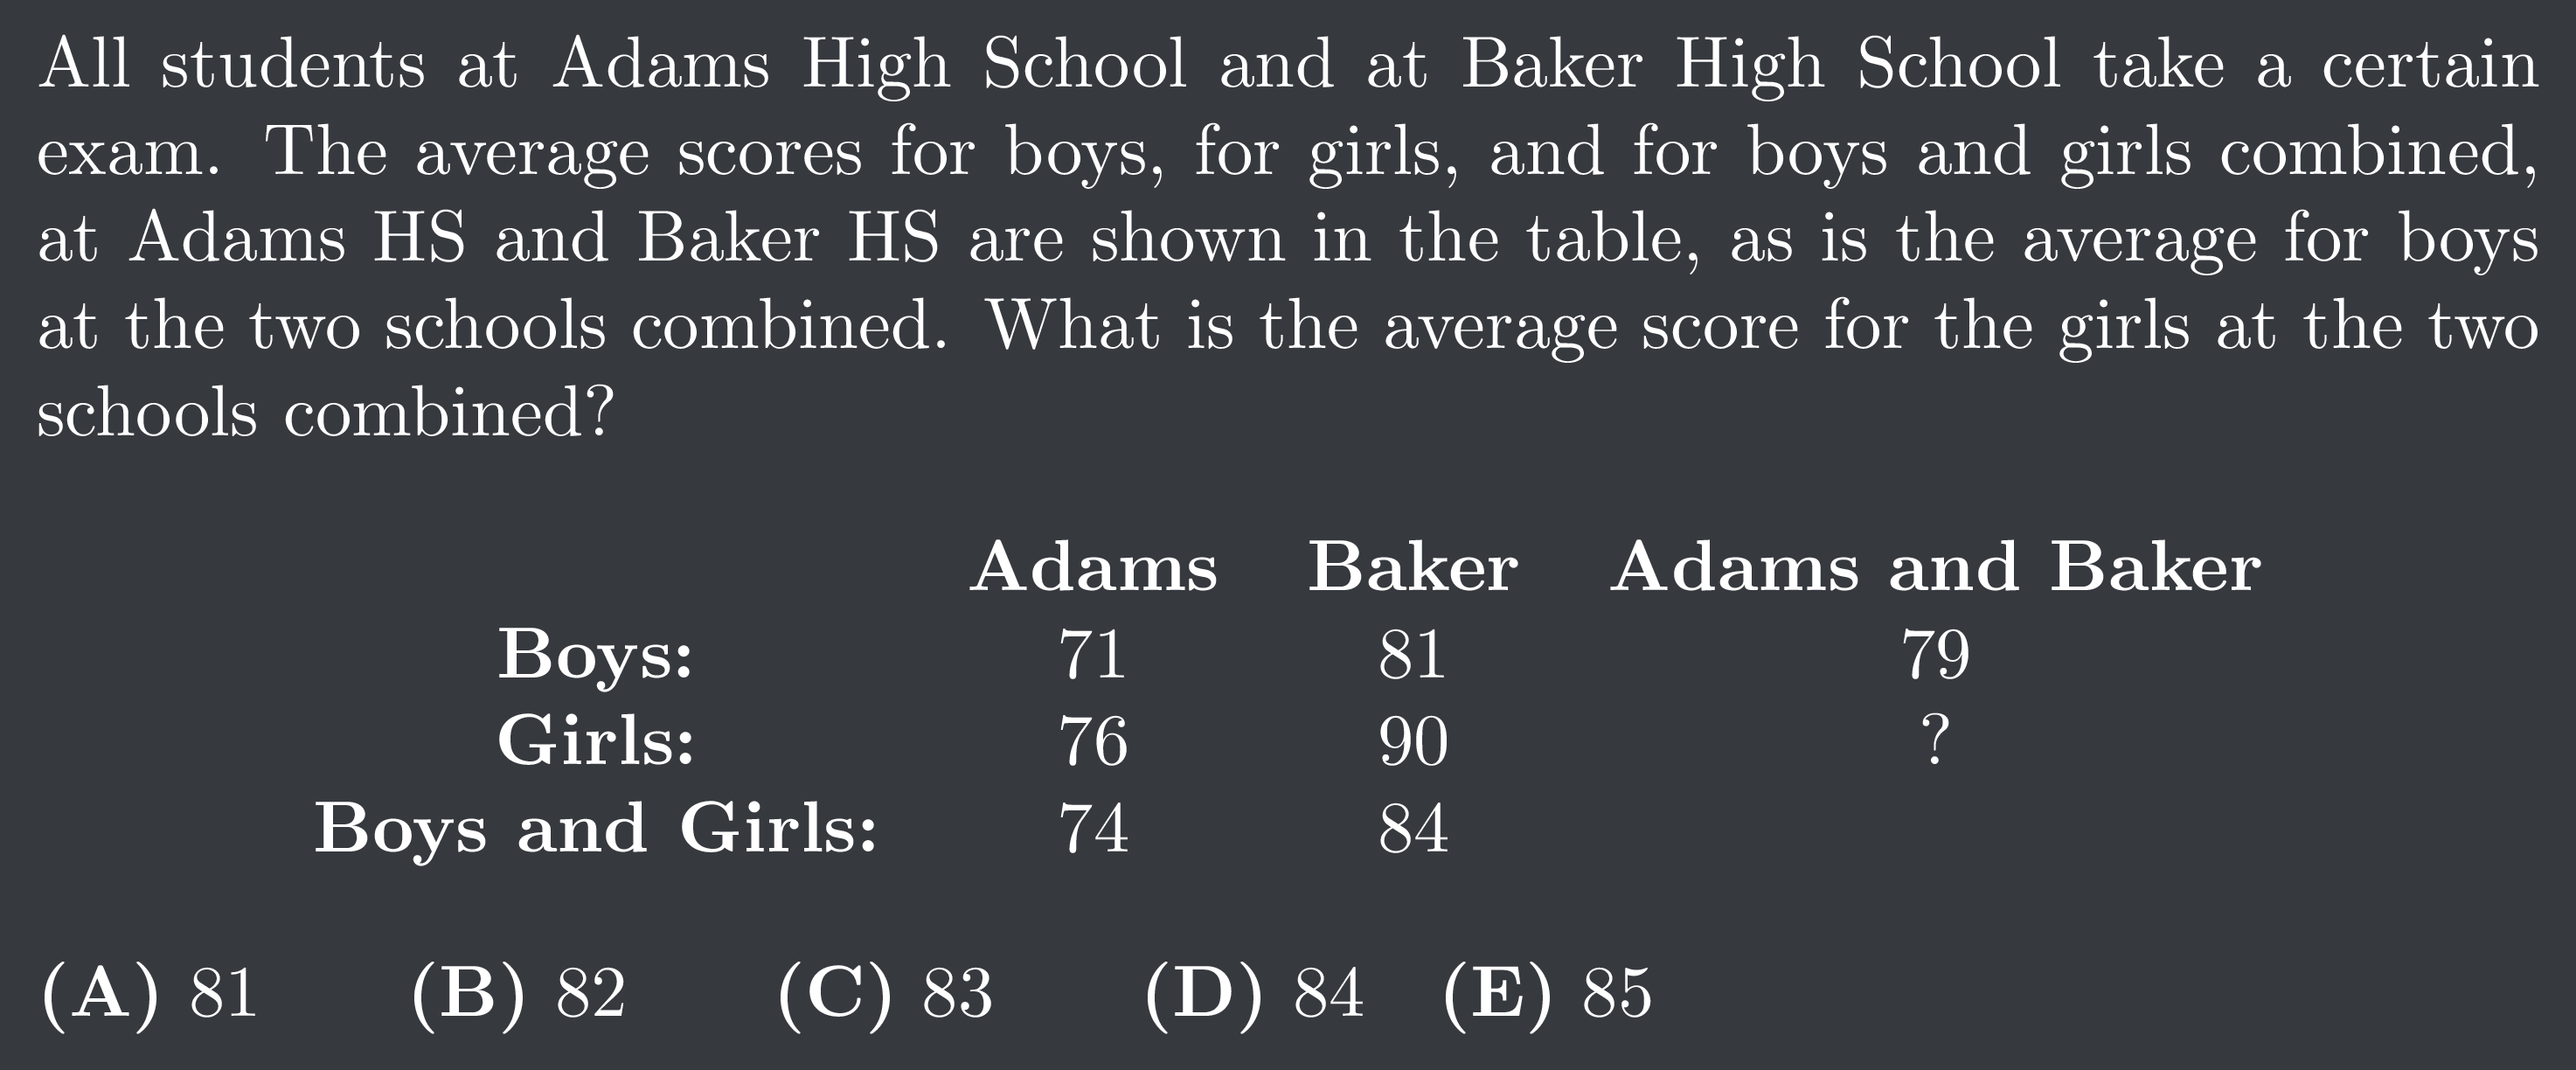 All students at Adams High School and at Baker High School take a certain
exam. The average scores for boys, for girls, and for boys and girls combined,
at Adams HS and Baker HS are shown in the table, as is the average for boys
at the two schools combined. What is the average score for the girls at the two
schools combined?
Adams Baker Adams and Baker
Boys: 71 81 79
Girls: 76 90 ?
Boys and Girls: 74 84
(A) 81 (B) 82 (C) 83 (D) 84 (E) 85